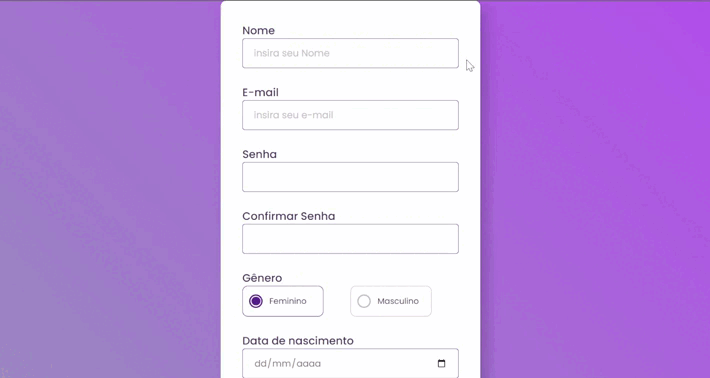 Nome
insira seu Nome
E-mail
insira seu e-mail
Senha
Confirmar Senha
Gênero
Feminino
Masculino
Data de nascimento
dd/mm/aaaa